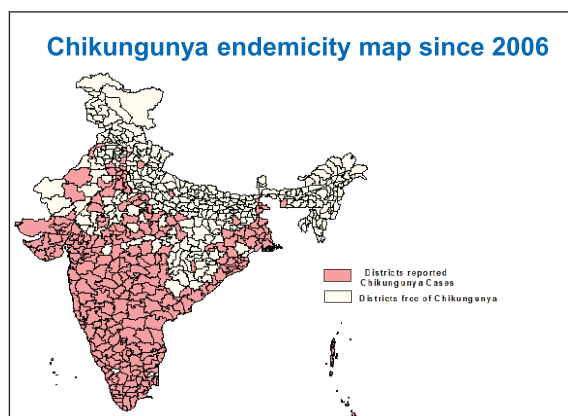 Chikungunya endemicity map since 2006
Districts reported
Chikungunya Cases
Districts free of Chikungunya